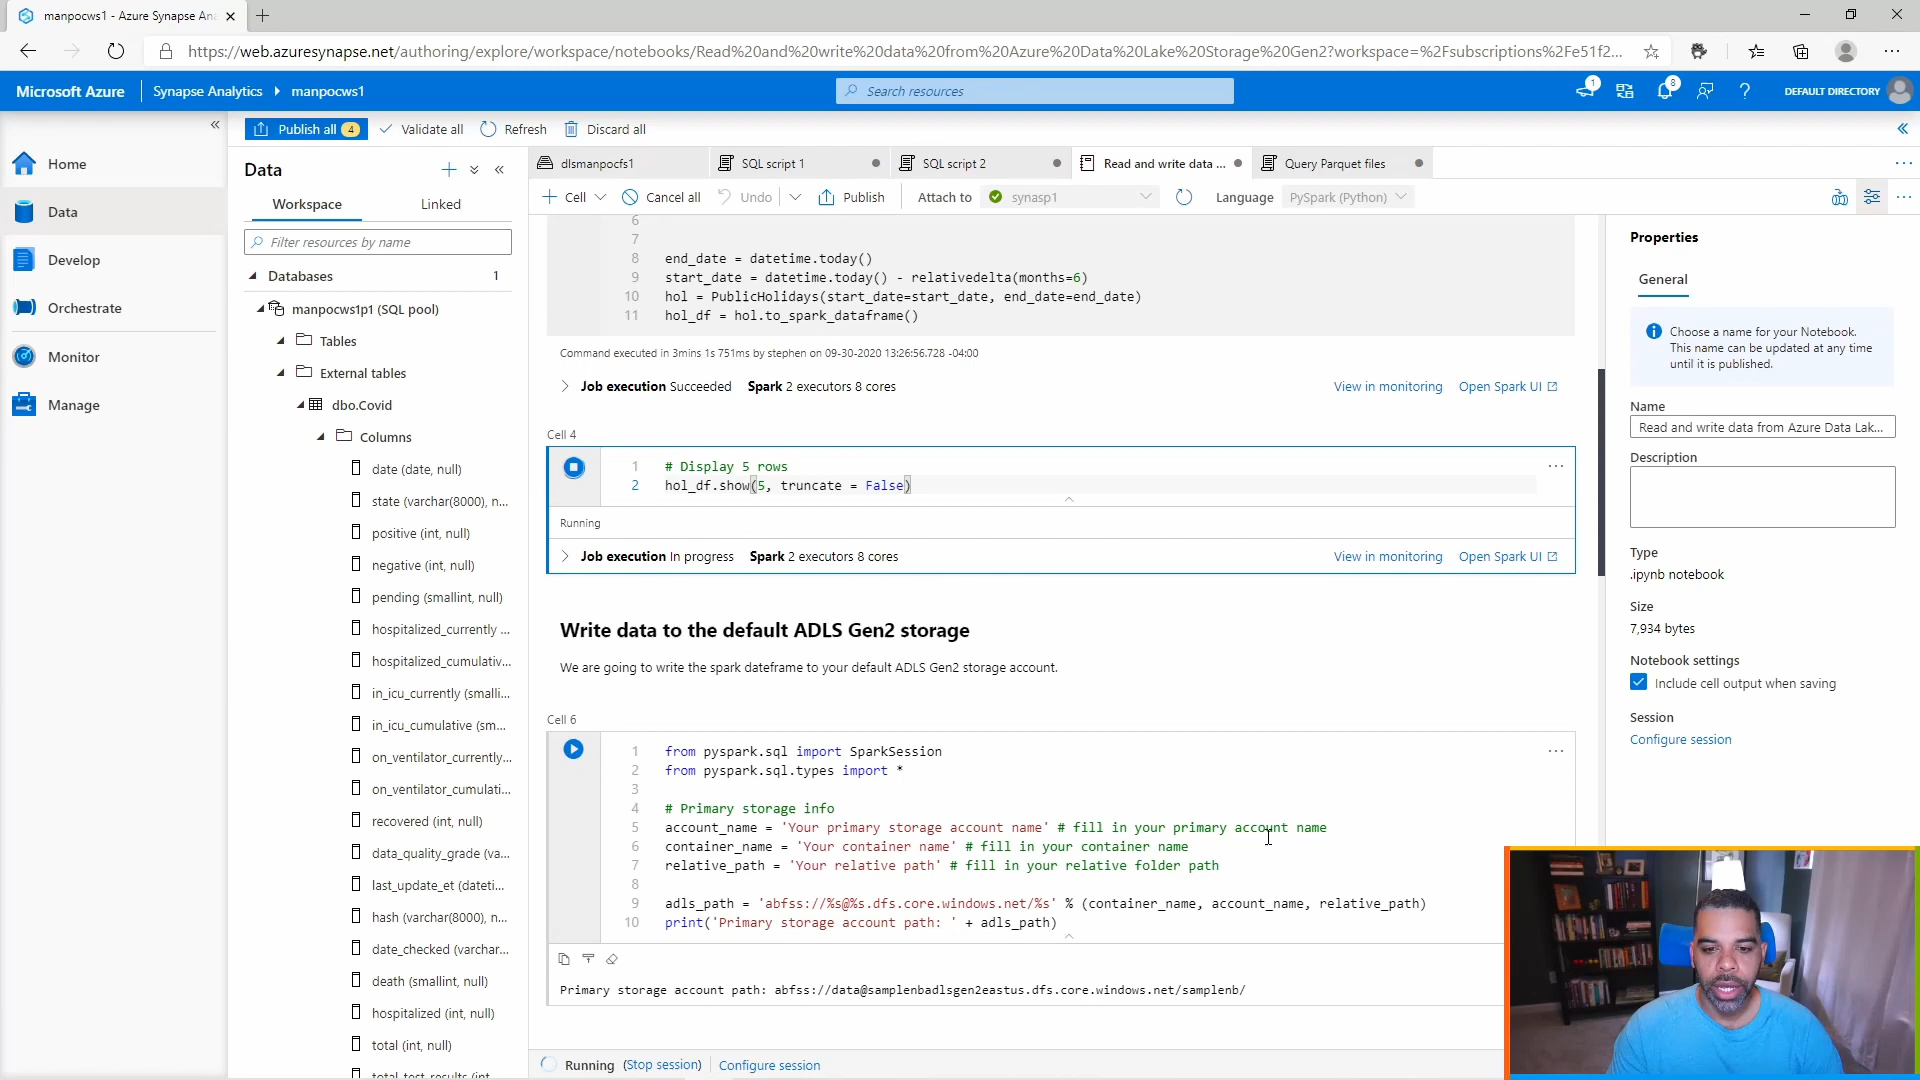 manpocws1 - Azure Synapse Ana
https://web.azuresynapse.net/authoring/explore/workspace/notebooks/Read%20and%20write%20data%20from%20Azure%20Data%20Lake%20Storage%20Gen2?workspace=%2Fsubscriptions%2Fe51f2...
Microsoft Azure
Synapse Analytics
manpocws1
Search resources
1
8
DEFAULT DIRECTORY
Publish all 4
Validate all
Refresh
Discard all
Home
Data
Develop
Orchestrate
Monitor
Manage
Data
Workspace
Linked
Filter resources by name
Databases 1
manpocws1p1 (SQL pool)
Tables
External tables
dbo.Covid
Columns
date (date, null)
state (varchar(8000), n...
positive (int, null)
negative (int, null)
pending (smallint, null)
hospitalized_currently ...
hospitalized_cumulativ...
in_icu_currently (smalli...
in_icu_cumulative (sm...
on_ventilator_currently...
on_ventilator_cumulati...
recovered (int, null)
data_quality_grade (va...
last_update_et (dateti...
hash (varchar(8000), n...
date_checked (varchar...
death (smallint, null)
hospitalized (int, null)
total (int, null)
total_test_results (int,
dlsmanpocfs1
SQL script 1
SQL script 2
Read and write data ...
Query Parquet files
Cell
Cancel all
Undo
Publish
Attach to
synasp1
Language
PySpark (Python)
6
7
8 end_date = datetime.today()
9 start_date = datetime.today() - relativedelta(months=6)
10 hol = PublicHolidays(start_date=start_date, end_date=end_date)
11 hol_df = hol.to_spark_dataframe()
Command executed in 3mins 1s 751ms by stephen on 09-30-2020 13:26:56.728 -04:00
Job execution Succeeded Spark 2 executors 8 cores
View in monitoring
Open Spark UI
Cell 4
1 # Display 5 rows
2 hol_df.show(5, truncate = False)
Running
Job execution In progress Spark 2 executors 8 cores
View in monitoring
Open Spark UI
Write data to the default ADLS Gen2 storage
We are going to write the spark dateframe to your default ADLS Gen2 storage account.
Cell 6
1 from pyspark.sql import SparkSession
2 from pyspark.sql.types import *
3
4 # Primary storage info
5 account_name = 'Your primary storage account name' # fill in your primary account name
6 container_name = 'Your container name' # fill in your container name
7 relative_path = 'Your relative path' # fill in your relative folder path
8
9 adls_path = 'abfss://%s@%s.dfs.core.windows.net/%s' % (container_name, account_name, relative_path)
10 print('Primary storage account path: ' + adls_path)
Primary storage account path: abfss://data@samplenbadlsgen2eastus.dfs.core.windows.net/samplenb/
Running (Stop session)
Configure session
Properties
General
Choose a name for your Notebook.
This name can be updated at any time
until it is published.
Name
Read and write data from Azure Data Lak...
Description
Type
.ipynb notebook
Size
7,934 bytes
Notebook settings
Include cell output when saving
Session
Configure session